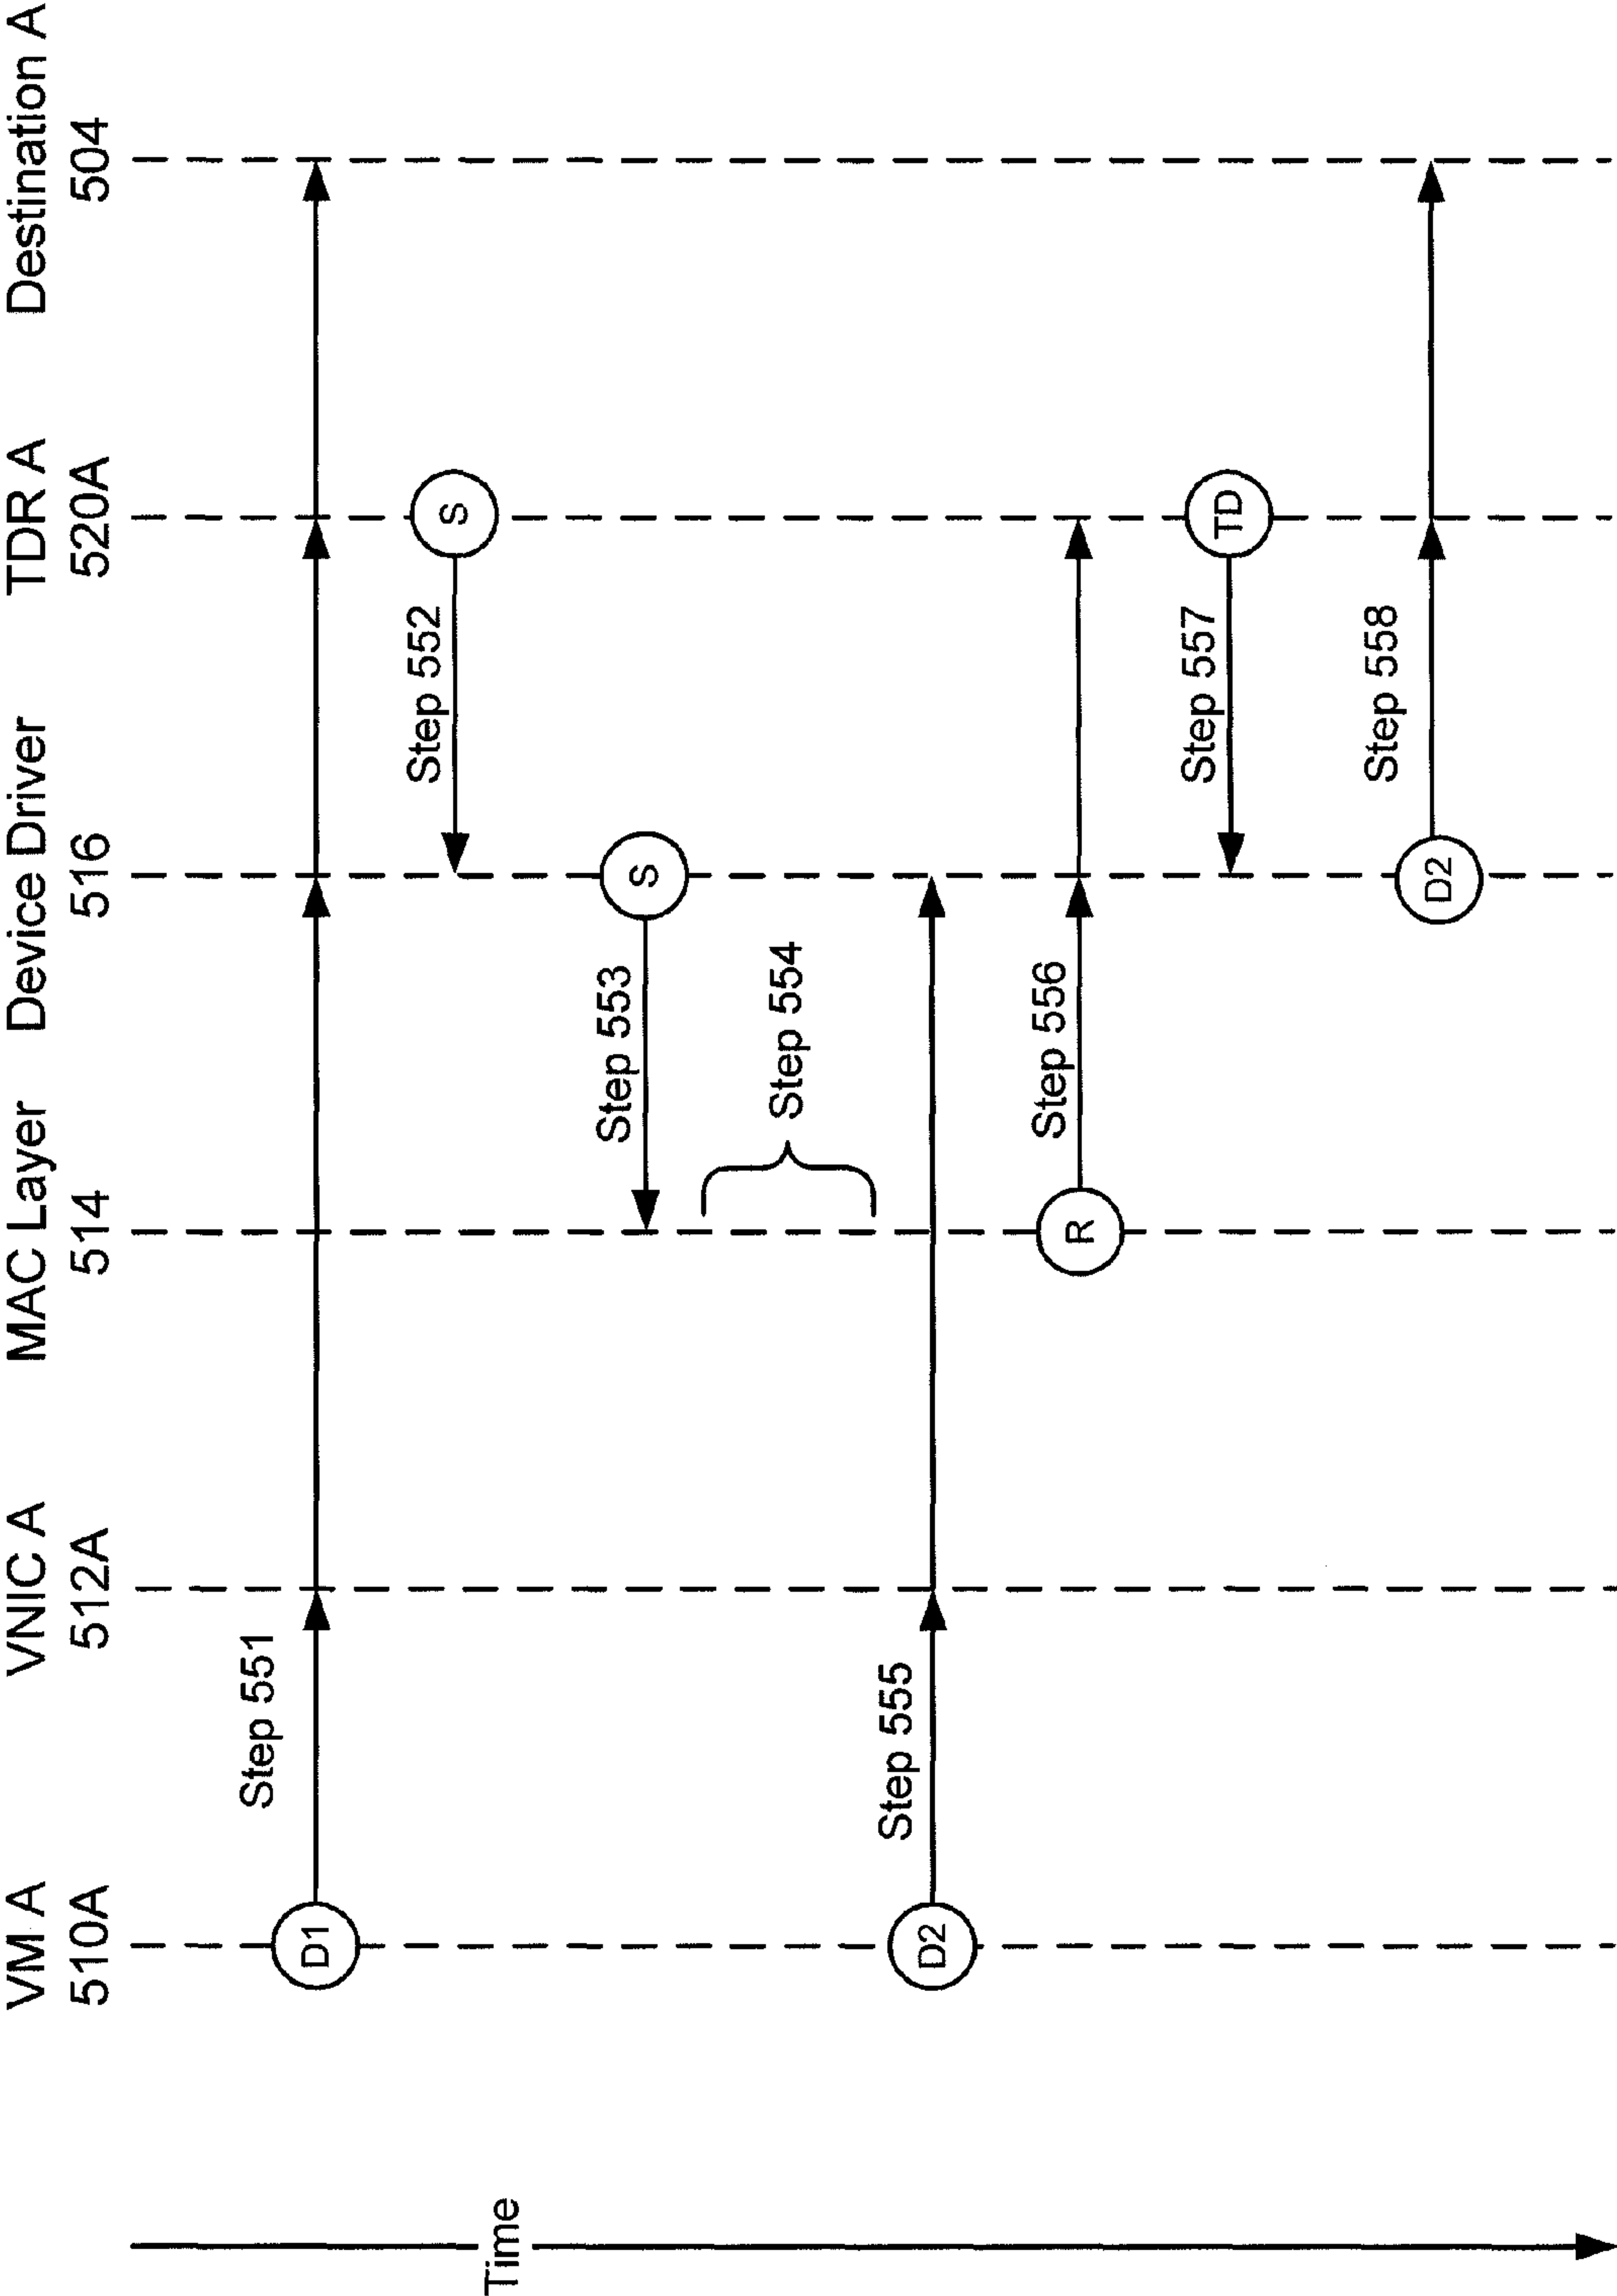 VM A
510A
VNIC A
512A
MAC Layer
514
Device Driver
516
TDR A
520A
Destination A
504
Time
Step 551
D1
Step 552
S
Step 553
S
Step 554
Step 555
D2
Step 556
R
Step 557
TD
Step 558
D2